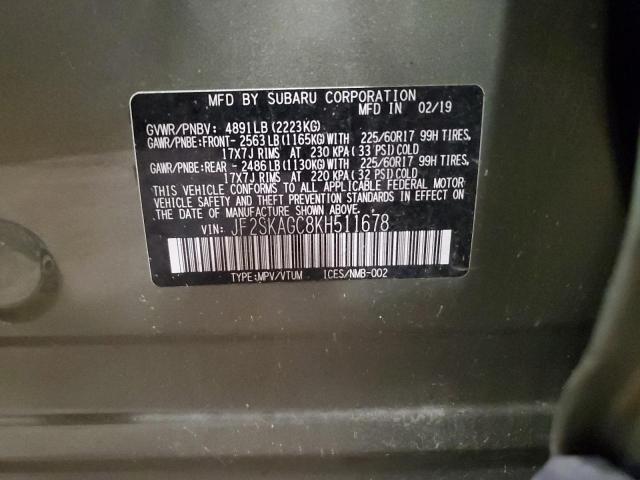 MFD BY SUBARU CORPORATION
MFD IN 02/19
GVWR/PNBV: 4891LB (2223KG)
GAWR/PNBE:FRONT- 2563LB(1165KG)WITH 225/60R17 99H TIRES,
17X7J RIMS AT 230 KPA( 33 PSI)COLD
GAWR/PNBE:REAR - 2486LB(1130KG)WITH 225/60R17 99H TIRES,
17X7J RIMS AT 220 KPA( 32 PSI)COLD
THIS VEHICLE CONFORMS TO ALL APPLICABLE FEDERAL MOTOR
VEHICLE SAFETY AND THEFT PREVENTION STANDARDS IN EFFECT ON
THE DATE OF MANUFACTURE SHOWN ABOVE.
VIN: JF2SKAGC8KH511678
TYPE:MPV/VTUM ICES/NMB-002